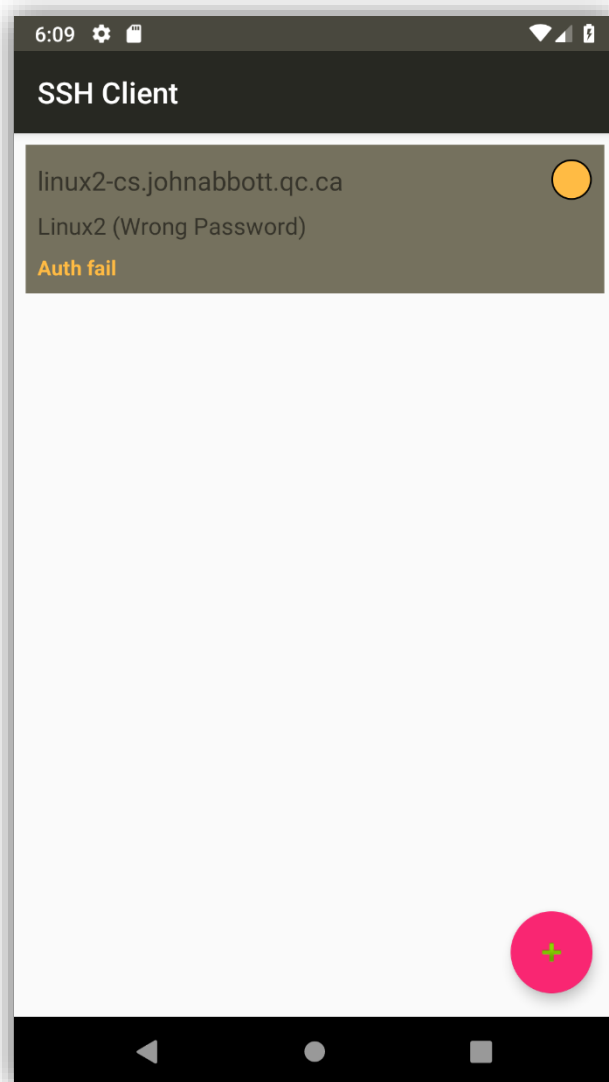 6:09
SSH Client
linux2-cs.johnabbott.qc.ca
Linux2 (Wrong Password)
Auth fail
+